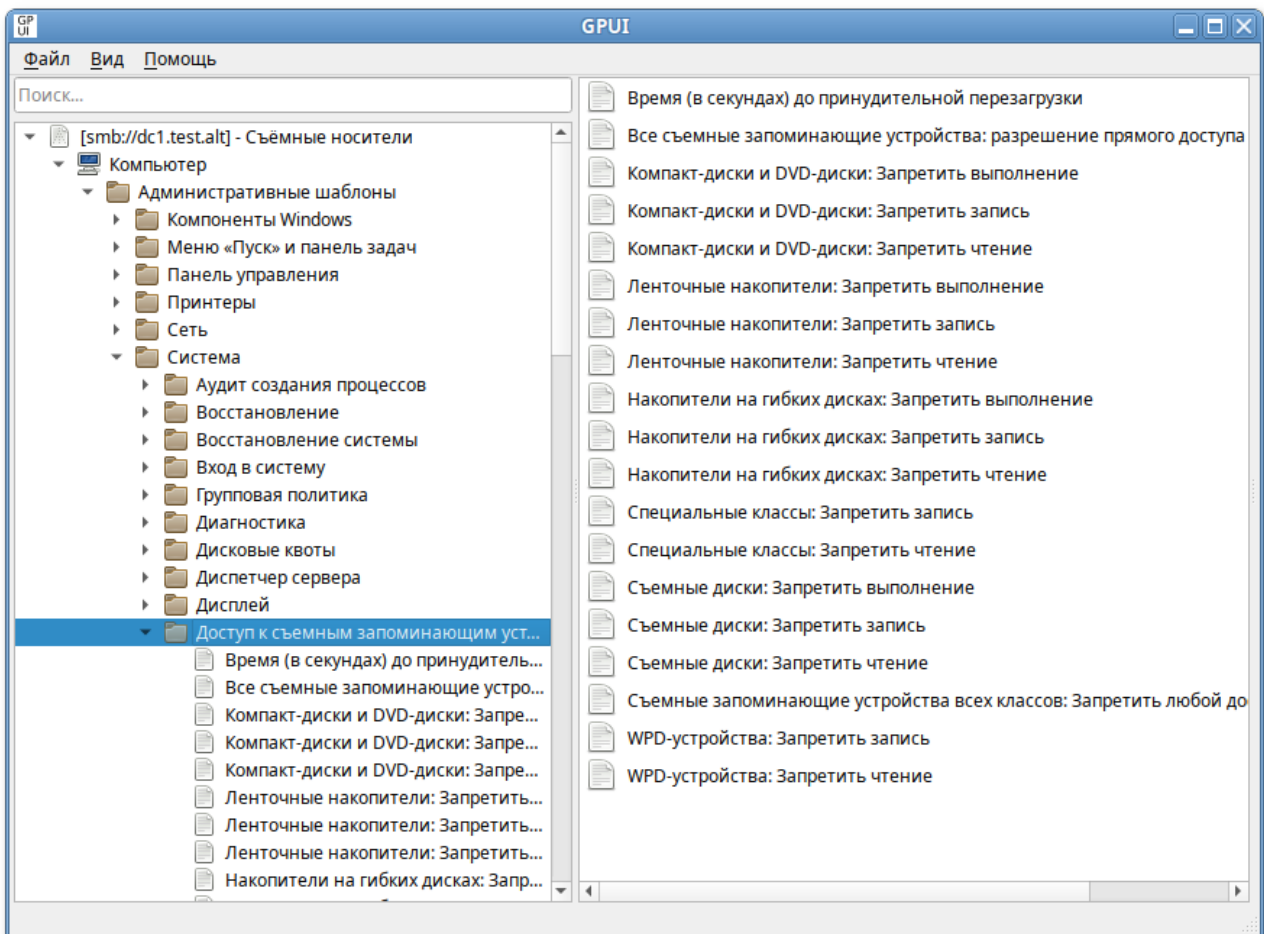 GP
UI
GPUI
Файл Вид Помощь
Поиск...
[smb://dc1.test.alt] - Съёмные носители
Компьютер
Административные шаблоны
Компоненты Windows
Меню «Пуск» и панель задач
Панель управления
Принтеры
Сеть
Система
Аудит создания процессов
Восстановление
Восстановление системы
Вход в систему
Групповая политика
Диагностика
Дисковые квоты
Диспетчер сервера
Дисплей
Доступ к съемным запоминающим уст...
Время (в секундах) до принудитель...
Все съемные запоминающие устро...
Компакт-диски и DVD-диски: Запре...
Компакт-диски и DVD-диски: Запре...
Компакт-диски и DVD-диски: Запре...
Ленточные накопители: Запретить...
Ленточные накопители: Запретить...
Ленточные накопители: Запретить...
Накопители на гибких дисках: Запр...
Время (в секундах) до принудительной перезагрузки
Все съемные запоминающие устройства: разрешение прямого доступа
Компакт-диски и DVD-диски: Запретить выполнение
Компакт-диски и DVD-диски: Запретить запись
Компакт-диски и DVD-диски: Запретить чтение
Ленточные накопители: Запретить выполнение
Ленточные накопители: Запретить запись
Ленточные накопители: Запретить чтение
Накопители на гибких дисках: Запретить выполнение
Накопители на гибких дисках: Запретить запись
Накопители на гибких дисках: Запретить чтение
Специальные классы: Запретить запись
Специальные классы: Запретить чтение
Съемные диски: Запретить выполнение
Съемные диски: Запретить запись
Съемные диски: Запретить чтение
Съемные запоминающие устройства всех классов: Запретить любой до
WPD-устройства: Запретить запись
WPD-устройства: Запретить чтение